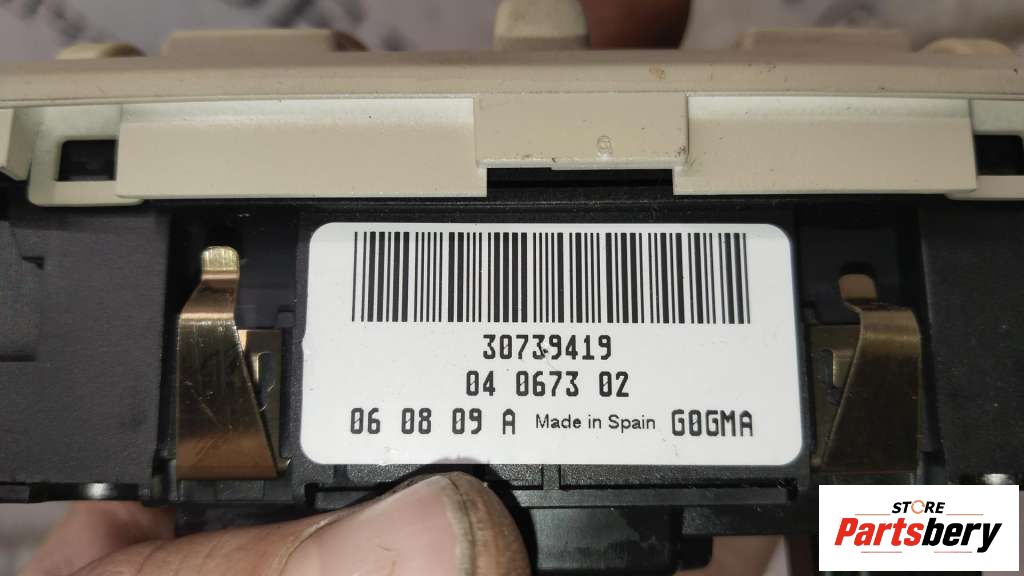 30739419
04 0673 02
06 08 09 A Made in Spain G0GMA
STORE
Partsbery